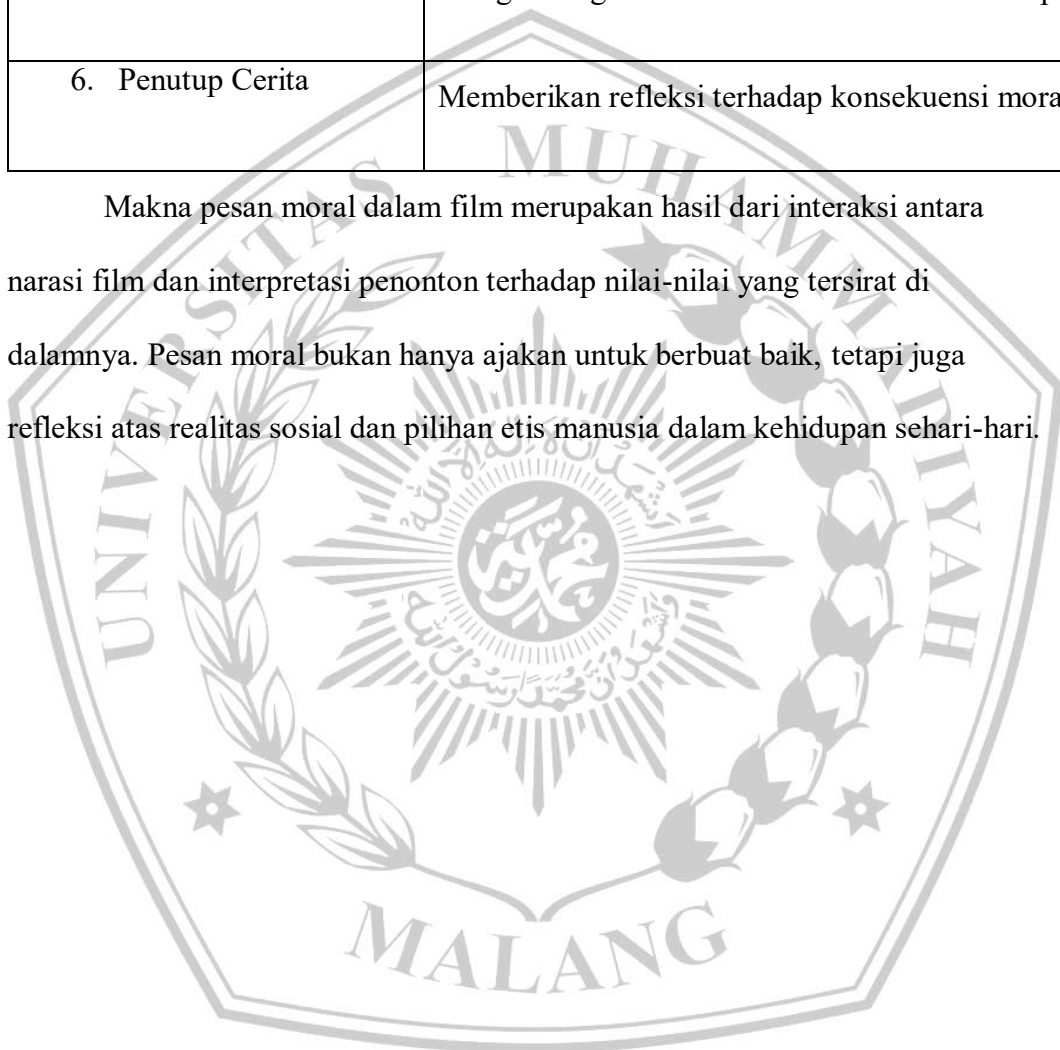 6. Penutup Cerita
Memberikan refleksi terhadap konsekuensi
Makna pesan moral dalam film merupakan hasil dari interaksi antara
narasi film dan interpretasi penonton terhadap nilai-nilai yang tersirat di
dalamnya. Pesan moral bukan hanya ajakan untuk berbuat baik, tetapi juga
refleksi atas realitas sosial dan pilihan etis manusia dalam kehidupan sehari-hari.
UNIVERSITAS MUHAMMADIYAH
MALANG